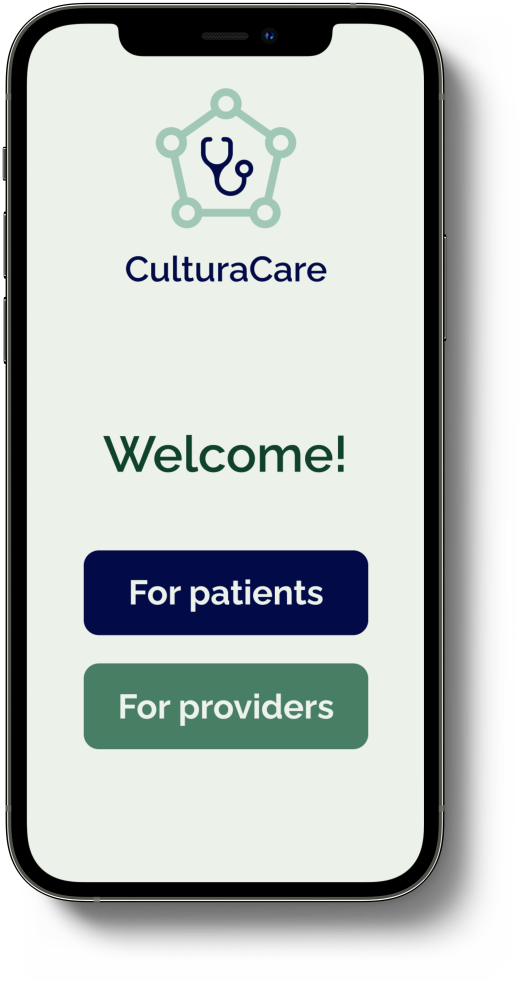 CulturaCare
Welcome!
For patients
For providers